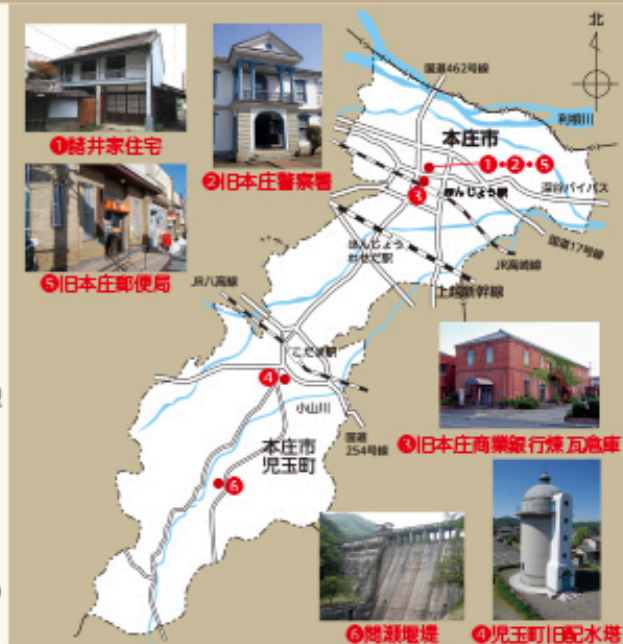 北
国道462号線
利根川
本庄市
❶諸井家住宅
❷旧本庄警察署
❶・❷・❺
❸
ほんじょう駅
深谷バイパス
国道17号線
❺旧本庄郵便局
ほんじょう
わせだ駅
JR高崎線
上越新幹線
JR八高線
こだま駅
❹
小山川
国道
254号線
❸旧本庄商業銀行煉瓦倉庫
本庄市
児玉町
❻
❻間瀬堰堤
❹児玉町旧配水塔